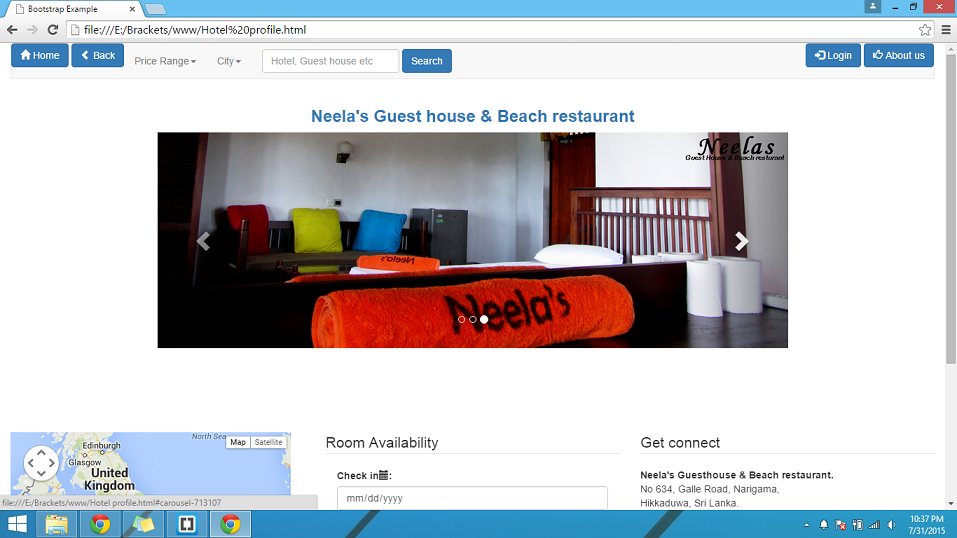 Bootstrap Example
file:///E:/Brackets/www/Hotel%20profile.html
Home Back Price Range City Hotel, Guest house etc Search Login About us
Neela's Guest house & Beach restaurant
Neelas
Guest House & Beach resturant
Neela's
Neela's
North Sea
Edinburgh
Glasgow
United
Kingdom
Map Satellite
Room Availability
Check in:
mm/dd/yyyy
Get connect
Neela's Guesthouse & Beach restaurant.
No 634, Galle Road, Narigama,
Hikkaduwa, Sri Lanka.
file:///E:/Brackets/www/Hotel profile.html#carousel-713107
10:37 PM
7/31/2015